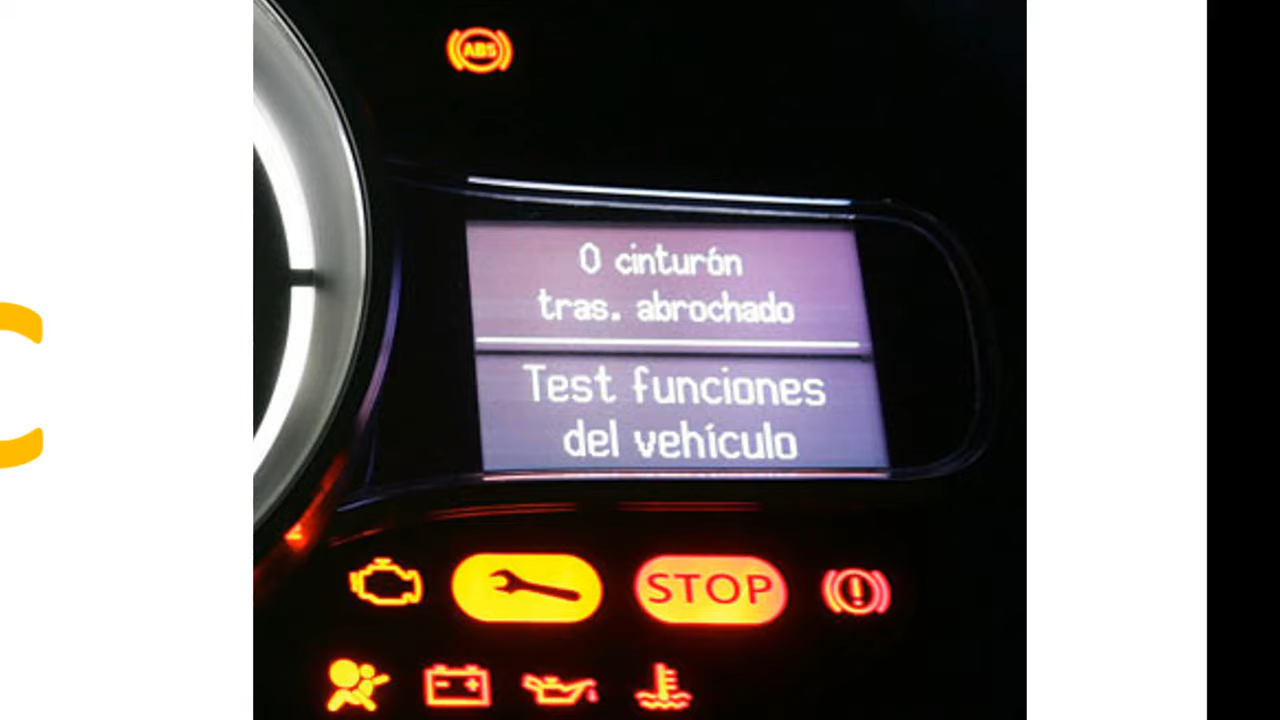 ABS
0 cinturón
tras. abrochado
Test funciones
del vehículo
STOP